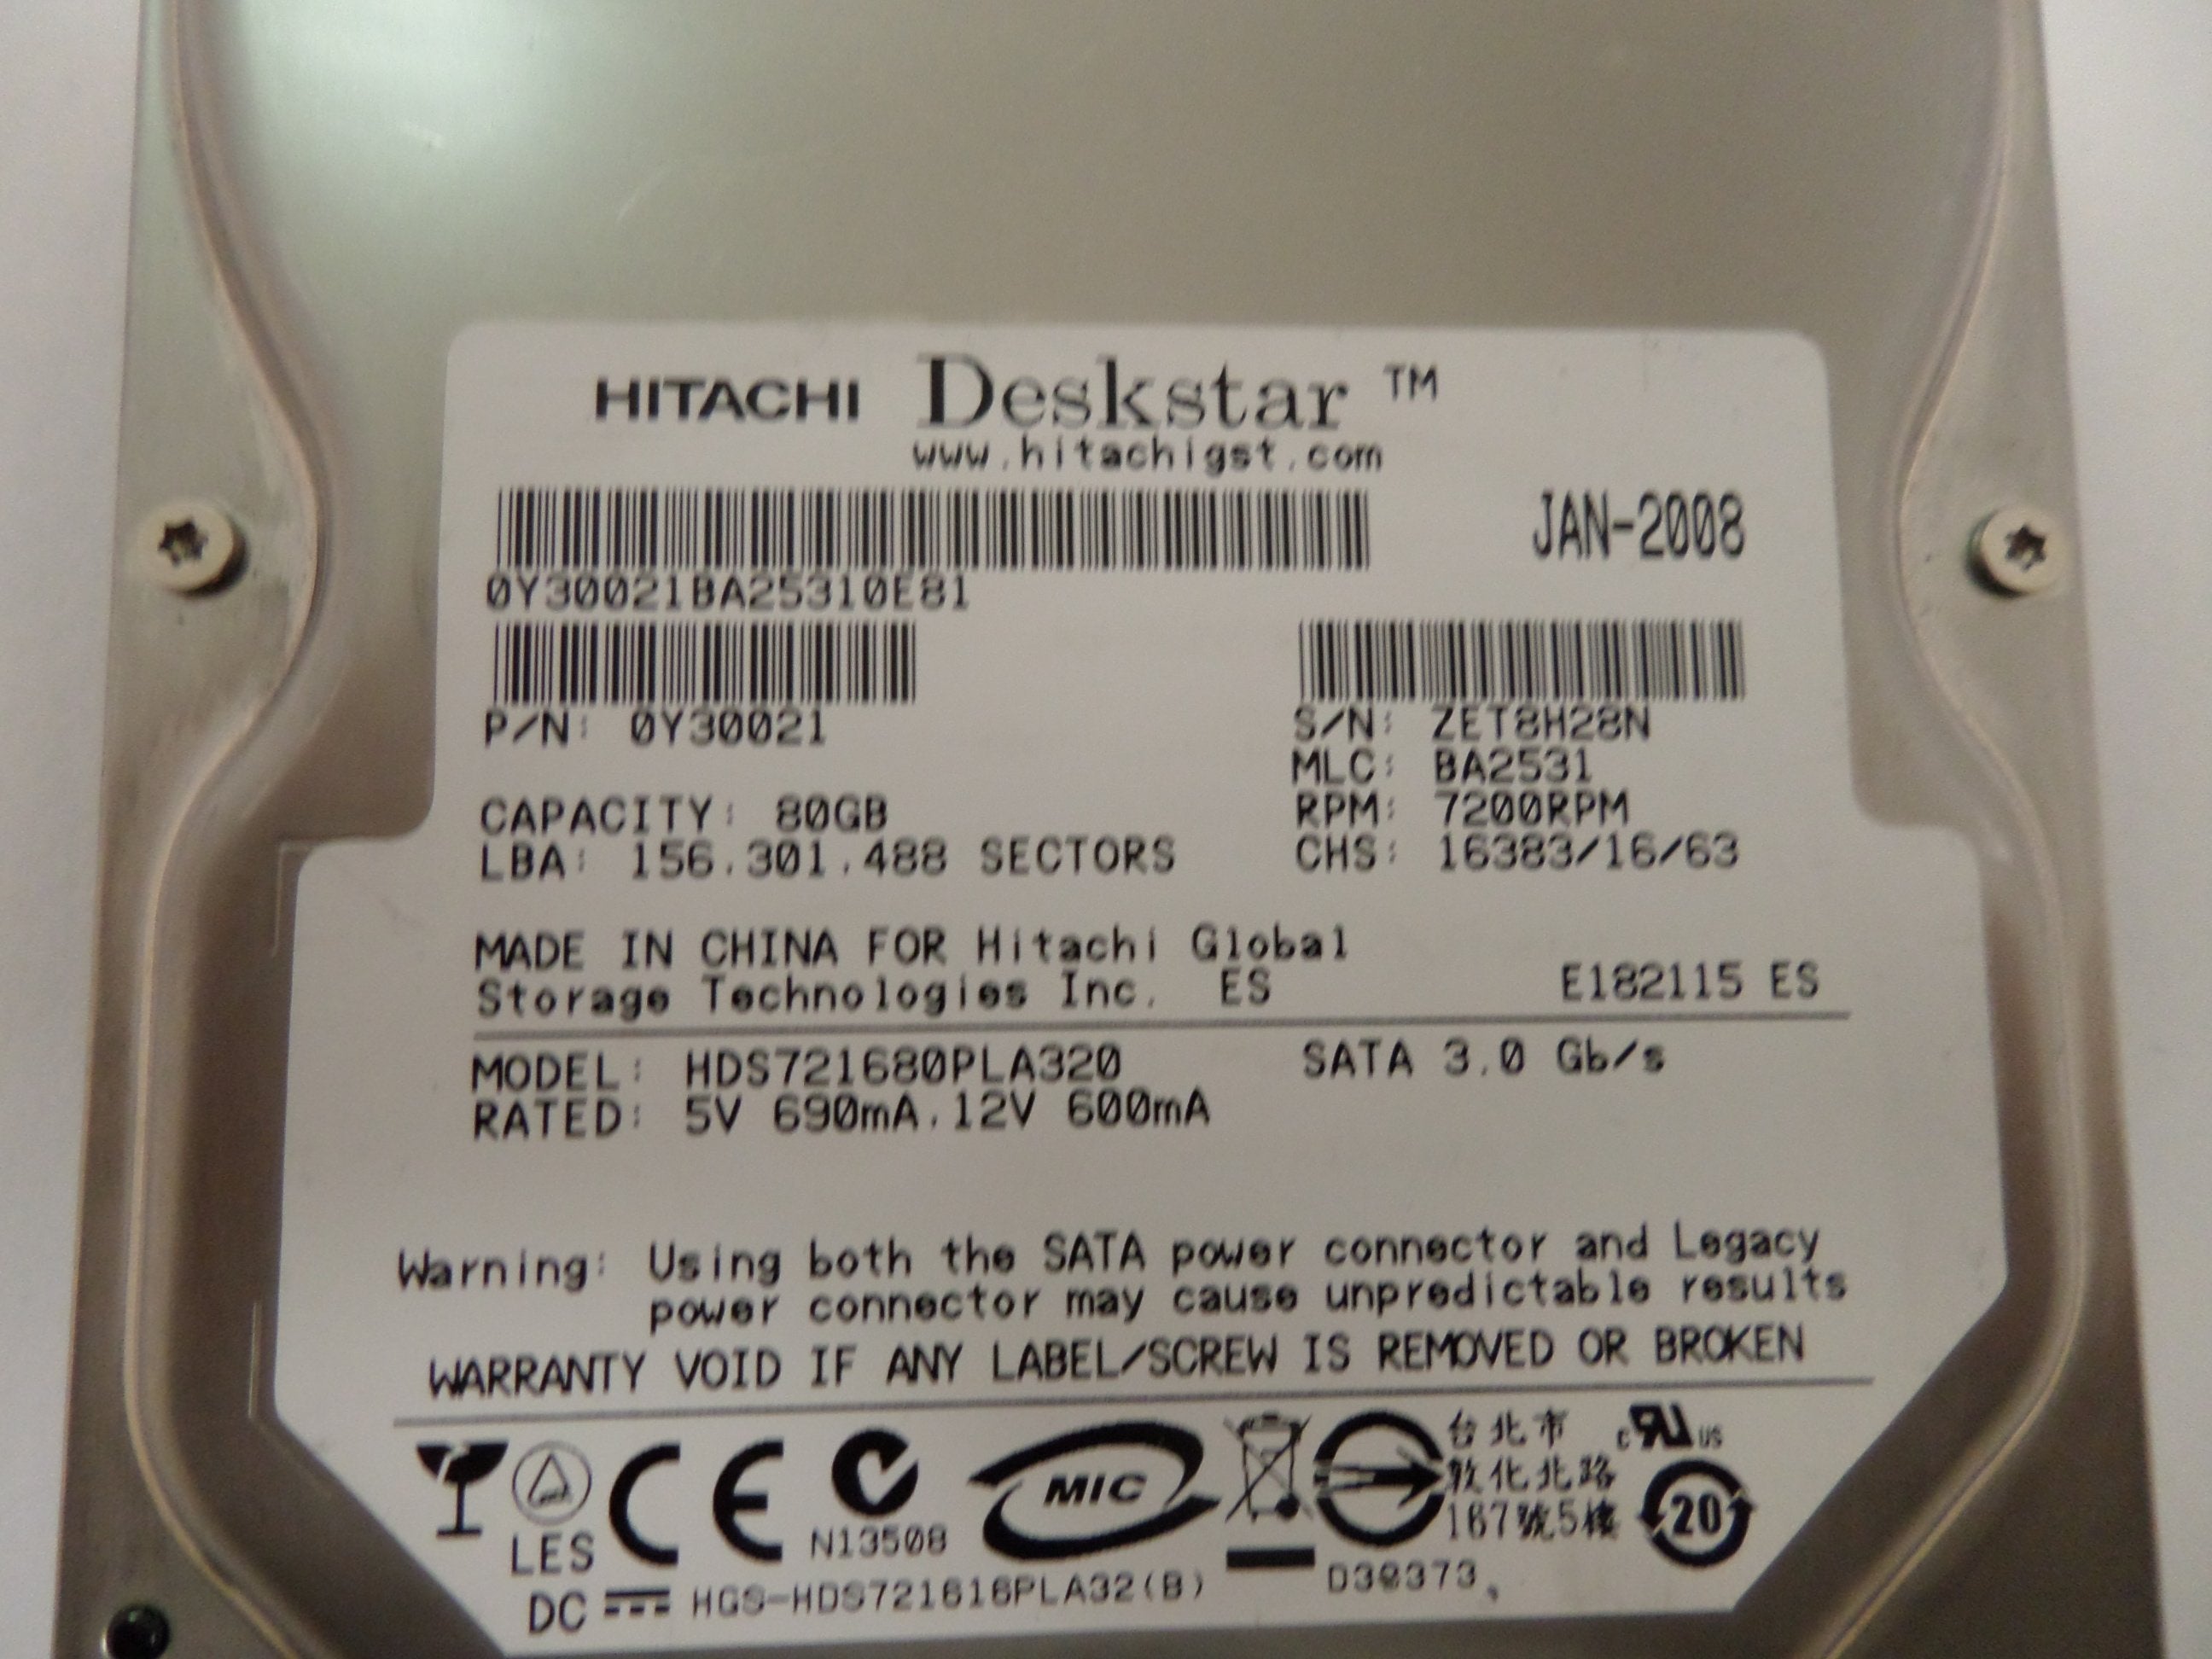 HITACHI Deskstar ™
www.hitachigst.com
JAN-2008
0Y30021BA25310E81
P/N: 0Y30021
S/N: ZET8H28N
MLC: BA2531
CAPACITY: 80GB
RPM: 7200RPM
LBA: 156,301,488 SECTORS
CHS: 16383/16/63
MADE IN CHINA FOR Hitachi Global
Storage Technologies Inc. ES
E182115 ES
MODEL: HDS721680PLA320
SATA 3.0 Gb/s
RATED: 5V 690mA,12V 600mA
Warning: Using both the SATA power connector and Legacy
power connector may cause unpredictable results
WARRANTY VOID IF ANY LABEL/SCREW IS REMOVED OR BROKEN
台北市
敦化北路
167號5樓
c RU US
LES
CE
N13508
MIC
20
DC HGS-HDS721616PLA32(B)